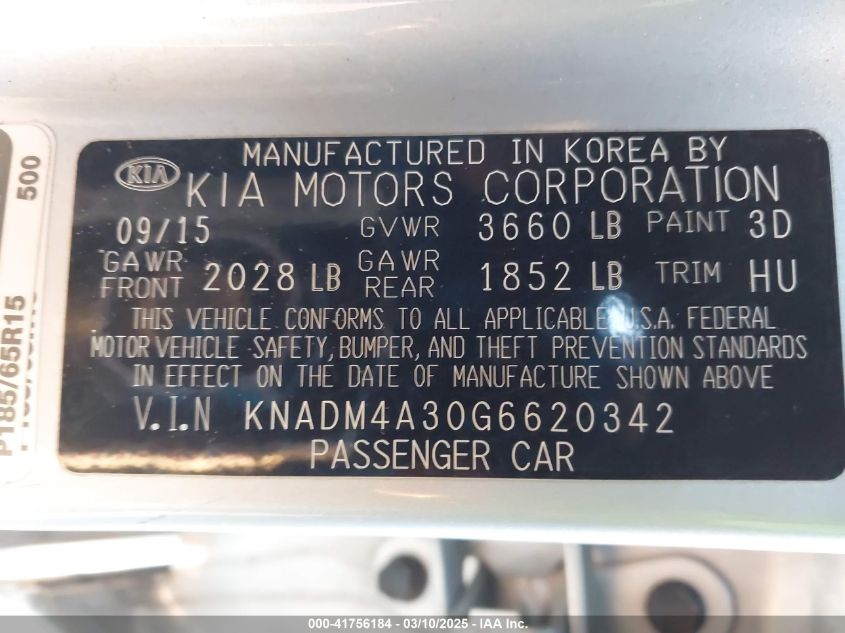 MANUFACTURED IN KOREA BY
KIA KIA MOTORS CORPORATION
09/15 GVWR 3660 LB PAINT 3D
GAWR FRONT 2028 LB GAWR REAR 1852 LB TRIM HU
THIS VEHICLE CONFORMS TO ALL APPLICABLE U.S.A. FEDERAL
MOTOR VEHICLE SAFETY, BUMPER, AND THEFT PREVENTION STANDARDS
IN EFFECT ON THE DATE OF MANUFACTURE SHOWN ABOVE
V.I.N KNADM4A30G6620342
PASSENGER CAR
500
P185/65R15
000-41756184 — 03/10/2025 — IAAI, Inc.